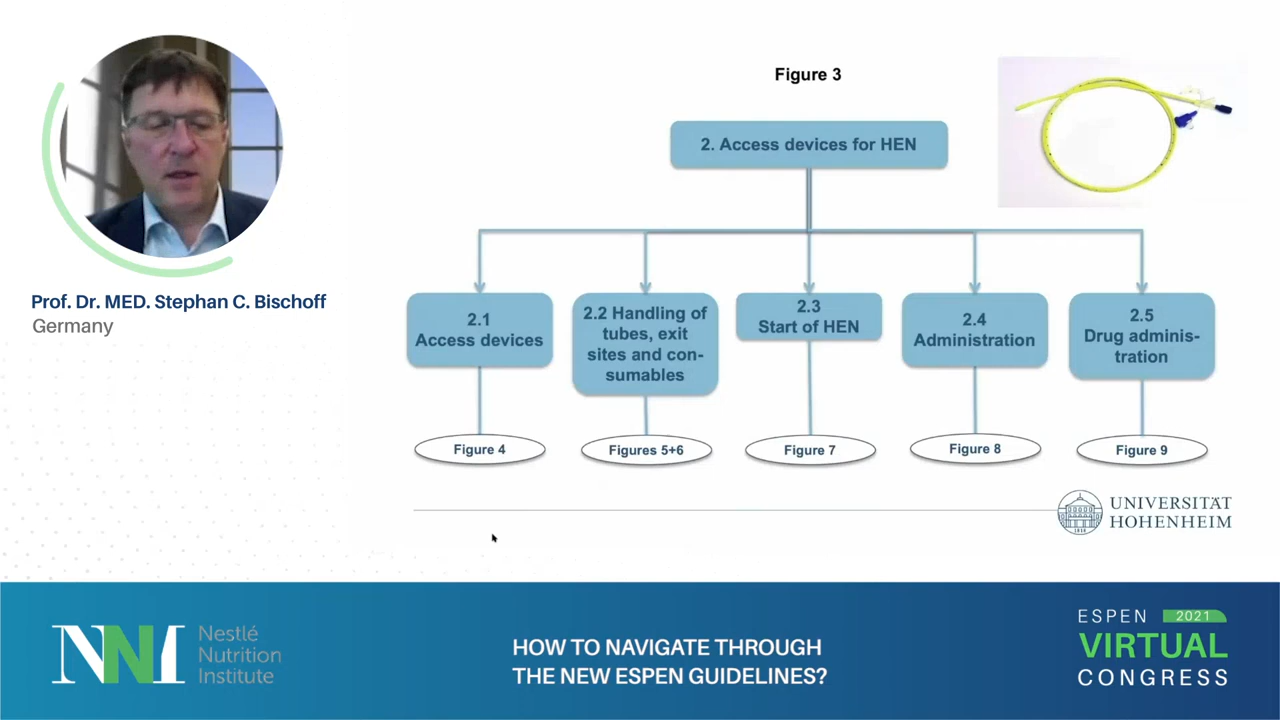 Figure 3
2. Access devices for HEN
2.1
Access devices
2.2 Handling of
tubes, exit
sites and con-
sumables
2.3
Start of HEN
2.4
Administration
2.5
Drug adminis-
tration
Figure 4
Figures 5+6
Figure 7
Figure 8
Figure 9
UNIVERSITÄT
HOHENHEIM
Prof. Dr. MED. Stephan C. Bischoff
Germany
NNI
Nestlé
Nutrition
Institute
HOW TO NAVIGATE THROUGH
THE NEW ESPEN GUIDELINES?
ESPEN 2021
VIRTUAL
CONGRESS